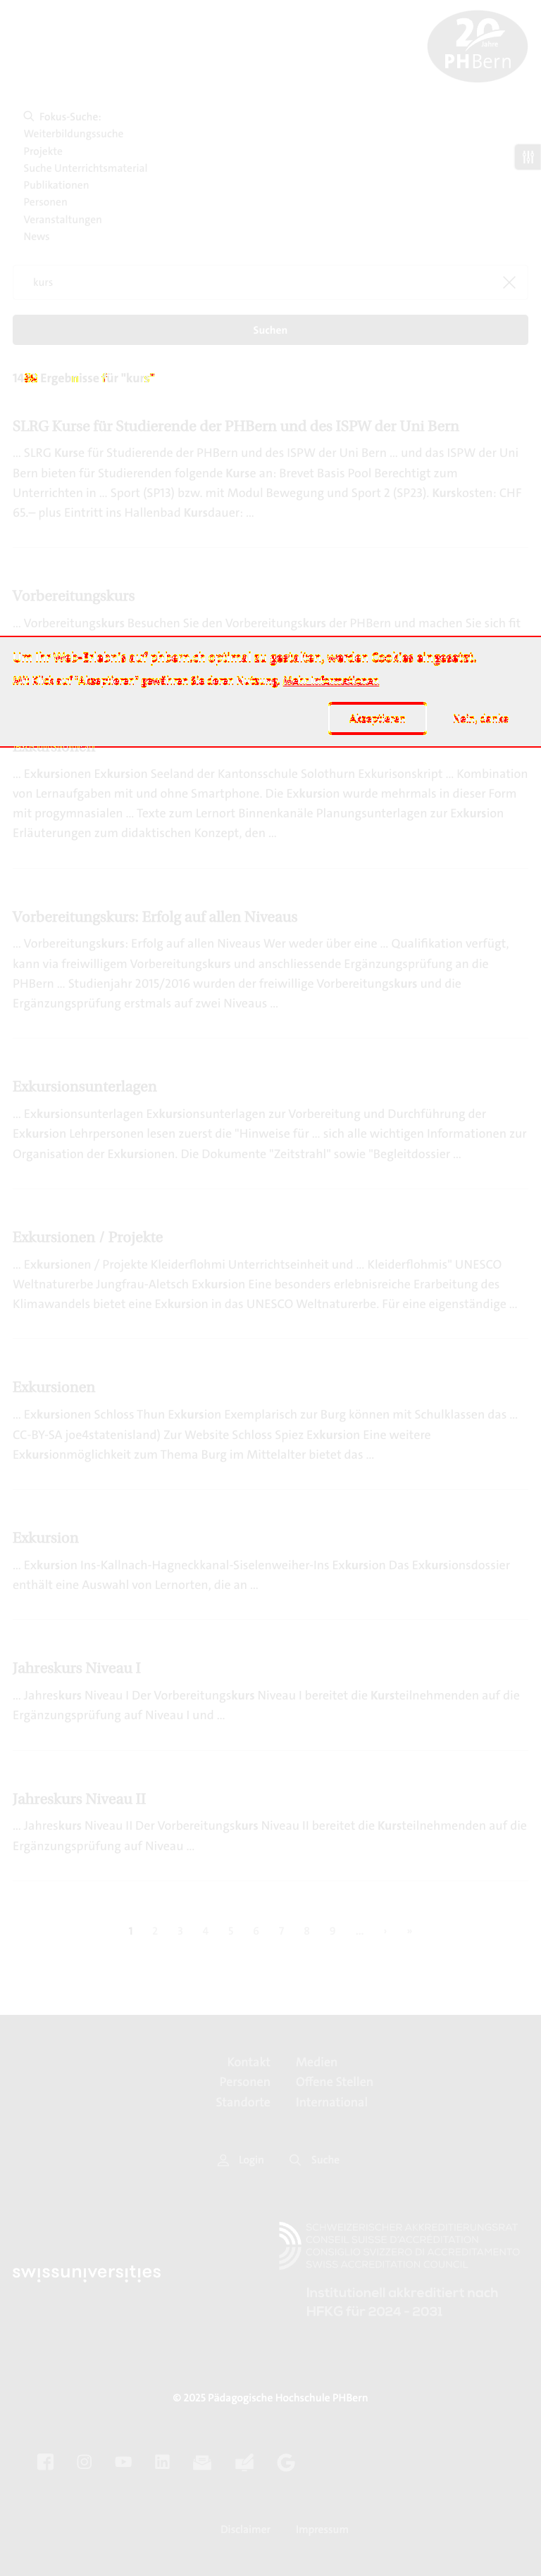 20
Jahre
PHBern
Fokus-Suche:
Weiterbildungssuche
Projekte
Suche Unterrichtsmaterial
Publikationen
Personen
Veranstaltungen
News
kurs
Suchen
Ergebnisse für "kurs"
SLRG Kurse für Studierende der PHBern und des ISPW der Uni Bern
... SLRG Kurse für Studierende der PHBern und des ISPW der Uni Bern ... und das ISPW der Uni
Bern bieten für Studierenden folgende Kurse an: Brevet Basis Pool Berechtigt zum
Unterrichten in ... Sport (SP13) bzw. mit Modul Bewegung und Sport 2 (SP23). Kurskosten: CHF
65.– plus Eintritt ins Hallenbad Kursdauer: ...
Vorbereitungskurs
... Vorbereitungskurs Besuchen Sie den Vorbereitungskurs der PHBern und machen Sie sich fit
Um Ihr Web-Erlebnis auf phbern.ch optimal zu gestalten, werden Cookies eingesetzt.
Mit Klick auf "Akzeptieren" gewähren Sie deren Nutzung. Mehr Informationen
Akzeptieren
Nein, danke
... Exkursionen Exkursion Seeland der Kantonsschule Solothurn Exkurisonskript ... Kombination
von Lernaufgaben mit und ohne Smartphone. Die Exkursion wurde mehrmals in dieser Form
mit progymnasialen ... Texte zum Lernort Binnenkanäle Planungsunterlagen zur Exkursion
Erläuterungen zum didaktischen Konzept, den ...
Vorbereitungskurs: Erfolg auf allen Niveaus
... Vorbereitungskurs: Erfolg auf allen Niveaus Wer weder über eine ... Qualifikation verfügt,
kann via freiwilligem Vorbereitungskurs und anschliessende Ergänzungsprüfung an die
PHBern ... Studienjahr 2015/2016 wurden der freiwillige Vorbereitungskurs und die
Ergänzungsprüfung erstmals auf zwei Niveaus ...
Exkursionsunterlagen
... Exkursionsunterlagen Exkursionsunterlagen zur Vorbereitung und Durchführung der
Exkursion Lehrpersonen lesen zuerst die "Hinweise für ... sich alle wichtigen Informationen zur
Organisation der Exkursionen. Die Dokumente "Zeitstrahl" sowie "Begleitdossier ...
Exkursionen / Projekte
... Exkursionen / Projekte Kleiderflohmi Unterrichtseinheit und ... Kleiderflohmis" UNESCO
Weltnaturerbe Jungfrau-Aletsch Exkursion Eine besonders erlebnisreiche Erarbeitung des
Klimawandels bietet eine Exkursion in das UNESCO Weltnaturerbe. Für eine eigenständige ...
Exkursionen
... Exkursionen Schloss Thun Exkursion Exemplarisch zur Burg können mit Schulklassen das ...
CC-BY-SA joe4statenisland) Zur Website Schloss Spiez Exkursion Eine weitere
Exkursionmöglichkeit zum Thema Burg im Mittelalter bietet das ...
Exkursion
... Exkursion Ins-Kallnach-Hagneckkanal-Siselenweiher-Ins Exkursion Das Exkursionsdossier
enthält eine Auswahl von Lernorten, die an ...
Jahreskurs Niveau I
... Jahreskurs Niveau I Der Vorbereitungskurs Niveau I bereitet die Kursteilnehmenden auf die
Ergänzungsprüfung auf Niveau I und ...
Jahreskurs Niveau II
... Jahreskurs Niveau II Der Vorbereitungskurs Niveau II bereitet die Kursteilnehmenden auf die
Ergänzungsprüfung auf Niveau ...
1 2 3 4 5 6 7 8 9 ... › »
Kontakt Medien
Personen Offene Stellen
Standorte International
Login Suche
SCHWEIZERISCHER AKKREDITIERUNGSRAT
CONSEIL SUISSE D'ACCRÉDITATION
CONSIGLIO SVIZZERO DI ACCREDITAMENTO
SWISS ACCREDITATION COUNCIL
swissuniversities
Institutionell akkreditiert nach
HFKG für 2024 - 2031
© 2025 Pädagogische Hochschule PHBern
Disclaimer Impressum